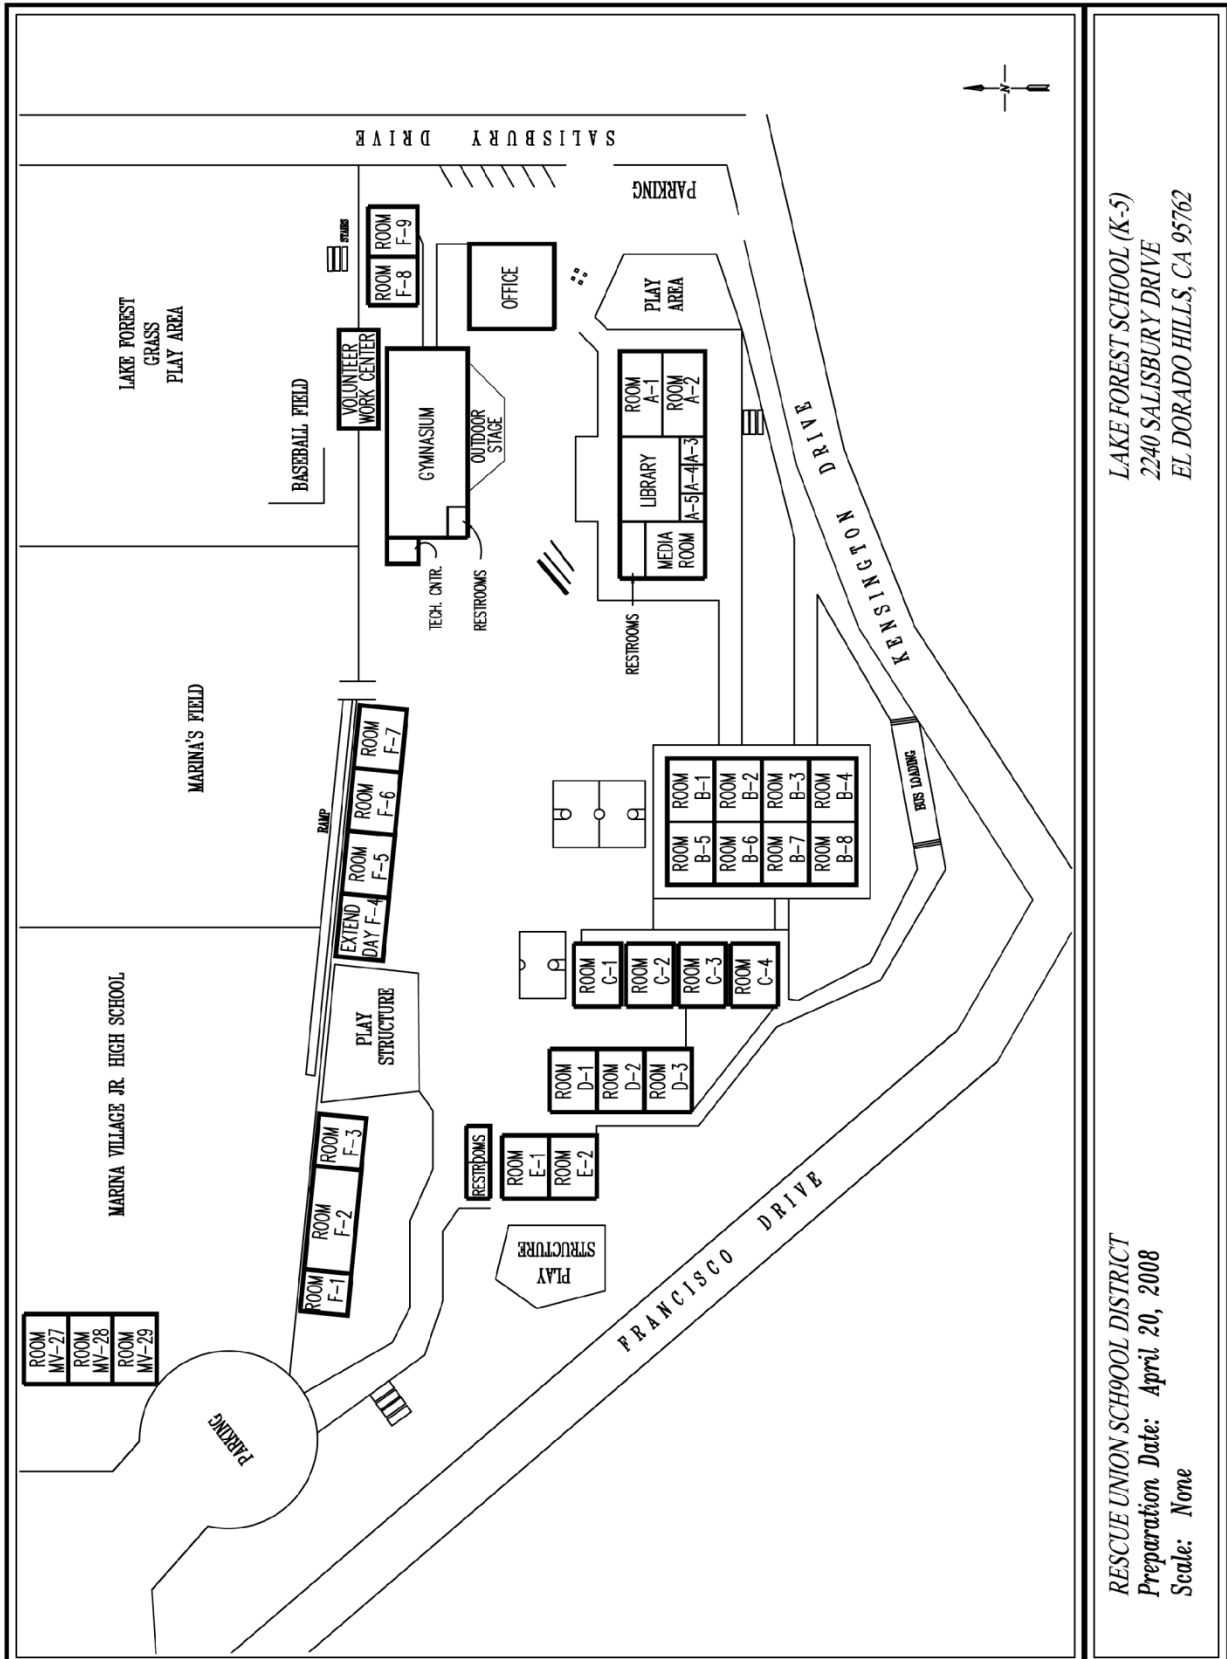 MARINA VILLAGE JR. HIGH SCHOOL
MARINA'S FIELD
LAKE FOREST
GRASS
PLAY AREA
BASEBALL FIELD
ROOM
MV-27
ROOM
MV-28
ROOM
MV-29
PARKING
ROOM
F-1
ROOM
F-2
ROOM
F-3
RAMP
PLAY
STRUCTURE
EXTEND
DAY F-4
ROOM
F-5
ROOM
F-6
ROOM
F-7
VOLUNTEER
WORK CENTER
STAIRS
ROOM
F-8
ROOM
F-9
SALISBURY DRIVE
GYMNASIUM
OUTDOOR
STAGE
TECH. CNTR.
RESTROOMS
OFFICE
PARKING
RESTROOMS
ROOM
E-1
ROOM
E-2
PLAY
STRUCTURE
ROOM
D-1
ROOM
D-2
ROOM
D-3
ROOM
C-1
ROOM
C-2
ROOM
C-3
ROOM
C-4
ROOM
B-5
ROOM
B-1
ROOM
B-6
ROOM
B-2
ROOM
B-7
ROOM
B-3
ROOM
B-8
ROOM
B-4
RESTROOMS
MEDIA
ROOM
LIBRARY
A-5
A-4
A-3
ROOM
A-1
ROOM
A-2
PLAY
AREA
BUS LOADING
KENSINGTON DRIVE
FRANCISCO DRIVE
N
RESCUE UNION SCH9OOL DISTRICT
Preparation Date: April 20, 2008
Scale: None
LAKE FOREST SCHOOL (K-5)
2240 SALISBURY DRIVE
EL DORADO HILLS, CA 95762